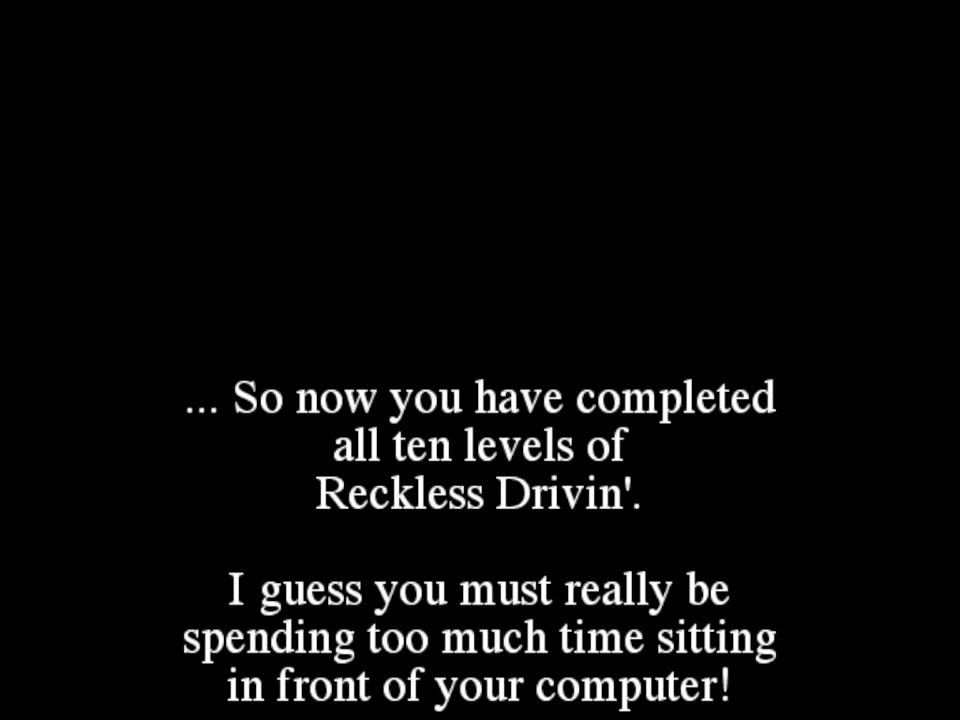 ... So now you have completed
all ten levels of
Reckless Drivin'.
I guess you must really be
spending too much time sitting
in front of your computer!